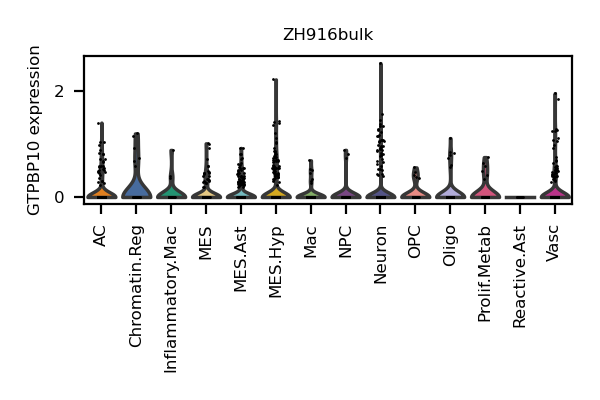 ZH916bulk
GTPBP10 expression
2
0
AC
Chromatin.Reg
Inflammatory.Mac
MES
MES.Ast
MES.Hyp
Mac
NPC
Neuron
OPC
Oligo
Prolif.Metab
Reactive.Ast
Vasc